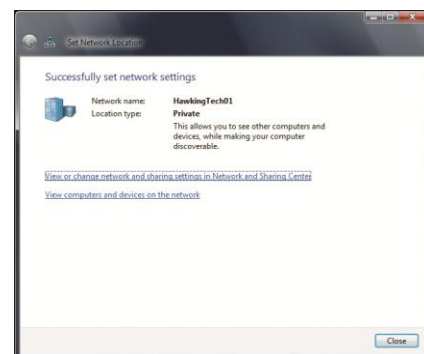 Set Network Location
Successfully set network settings
Network name: HawkingTech01
Location type: Private
This allows you to see other computers and
devices, while making your computer
discoverable.
View or change network and sharing settings in Network and Sharing Center
View computers and devices on the network
Close